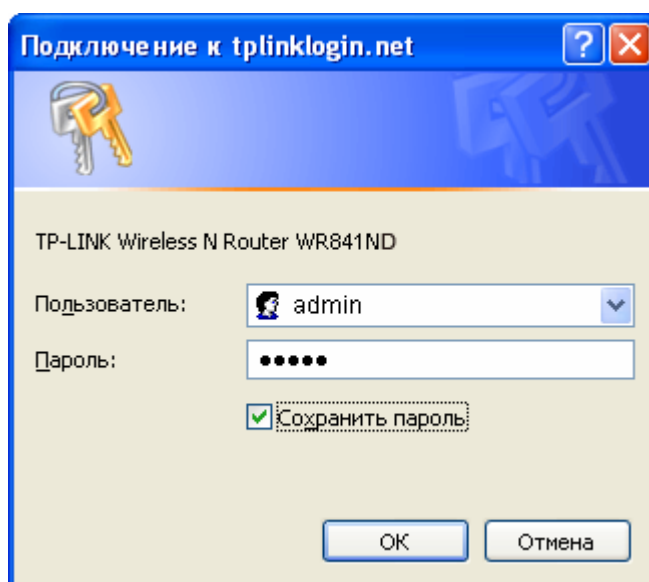 Подключение к tplinklogin.net
TP-LINK Wireless N Router WR841ND
Пользователь: admin
Пароль: •••••
Сохранить пароль
OK Отмена